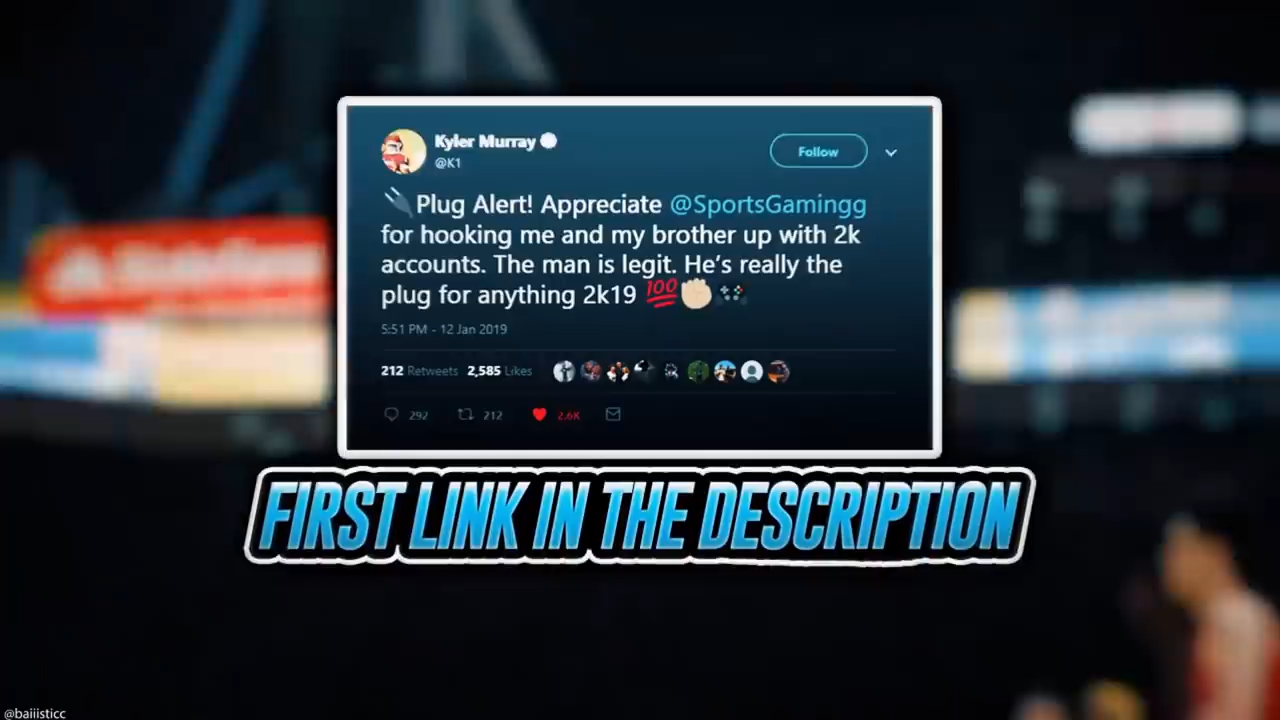 Kyler Murray
@K1
Follow
Plug Alert! Appreciate @SportsGamingg
for hooking me and my brother up with 2k
accounts. The man is legit. He’s really the
plug for anything 2k19 💯✊🏼🎮
5:51 PM - 12 Jan 2019
212 Retweets 2,585 Likes
292 212 2.6K
FIRST LINK IN THE DESCRIPTION
@baiiisticc